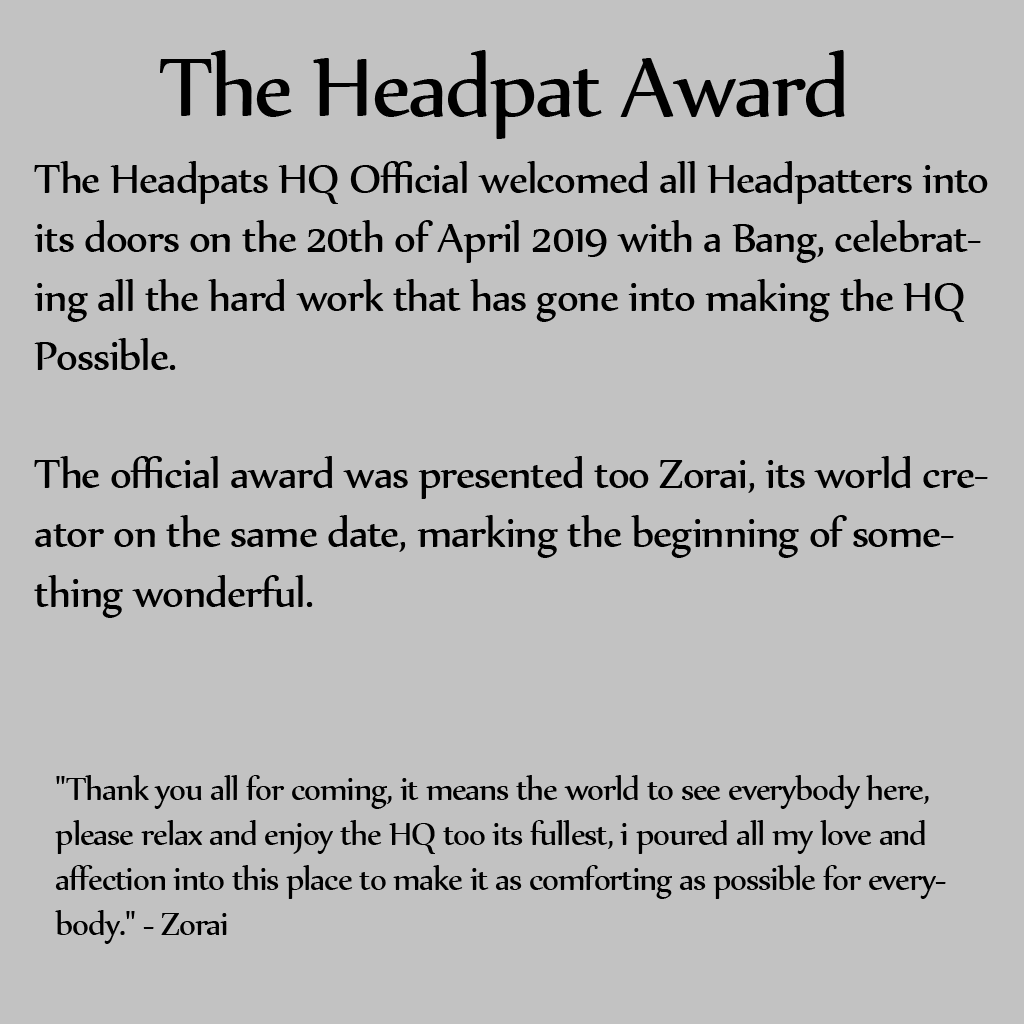 The Headpat Award
The Headpats HQ Official welcomed all Headpatters into
its doors on the 20th of April 2019 with a Bang, celebrat-
ing all the hard work that has gone into making the HQ
Possible.
The official award was presented too Zorai, its world cre-
ator on the same date, marking the beginning of some-
thing wonderful.
"Thank you all for coming, it means the world to see everybody here,
please relax and enjoy the HQ too its fullest, i poured all my love and
affection into this place to make it as comforting as possible for every-
body." - Zorai